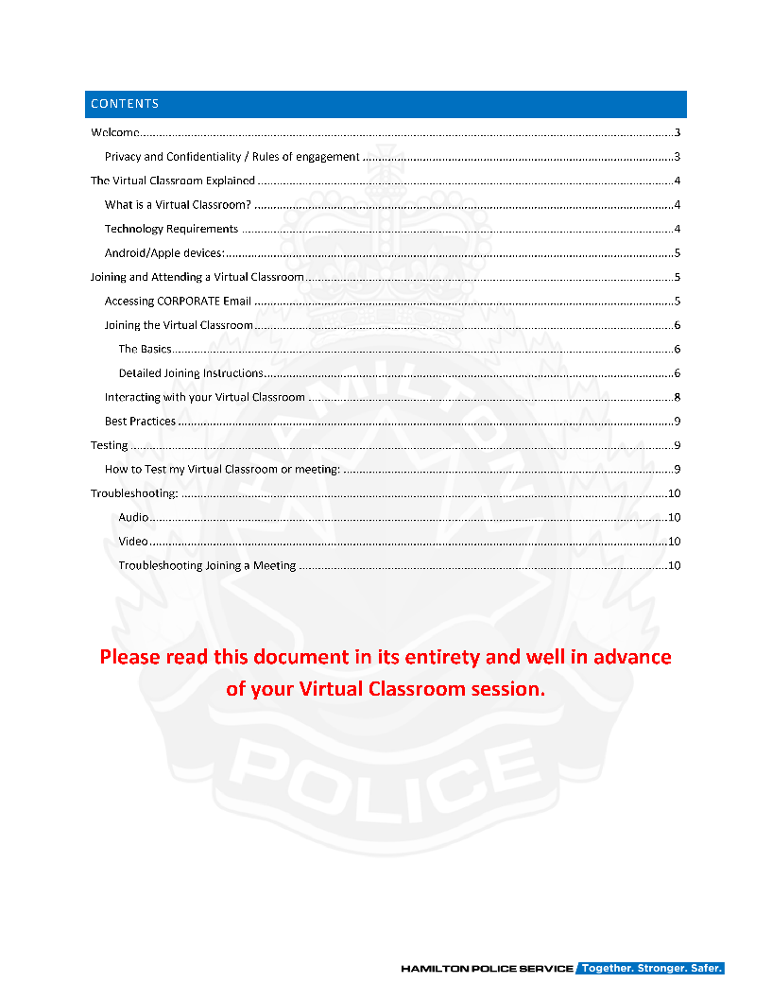 CONTENTS
Welcome 3
Privacy and Confidentiality / Rules of engagement 3
The Virtual Classroom Explained 4
What is a Virtual Classroom? 4
Technology Requirements 4
Android/Apple devices: 5
Joining and Attending a Virtual Classroom 5
Accessing CORPORATE Email 5
Joining the Virtual Classroom 6
The Basics 6
Detailed Joining Instructions 6
Interacting with your Virtual Classroom 8
Best Practices 9
Testing 9
How to Test my Virtual Classroom or meeting: 9
Troubleshooting: 10
Audio 10
Video 10
Troubleshooting Joining a Meeting 10
HAMILTON
Please read this document in its entirety and well in advance
of your Virtual Classroom session.
POLICE
HAMILTON POLICE SERVICE Together. Stronger. Safer.